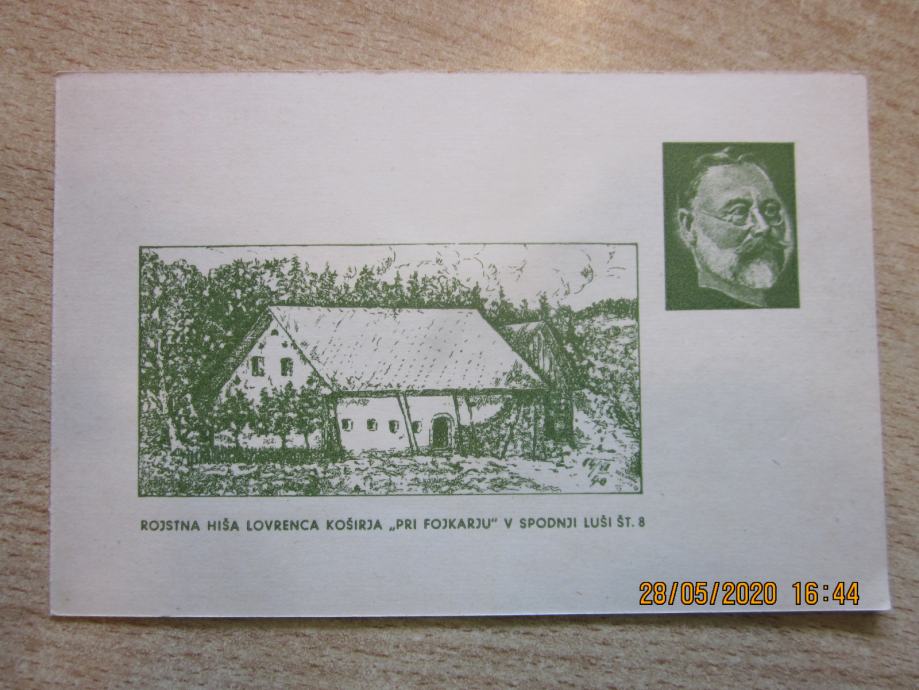 ROJSTNA HIŠA LOVRENCA KOŠIRJA „PRI FOJKARJU" V SPODNJI LUŠI ŠT. 8
28/05/2020 16:44